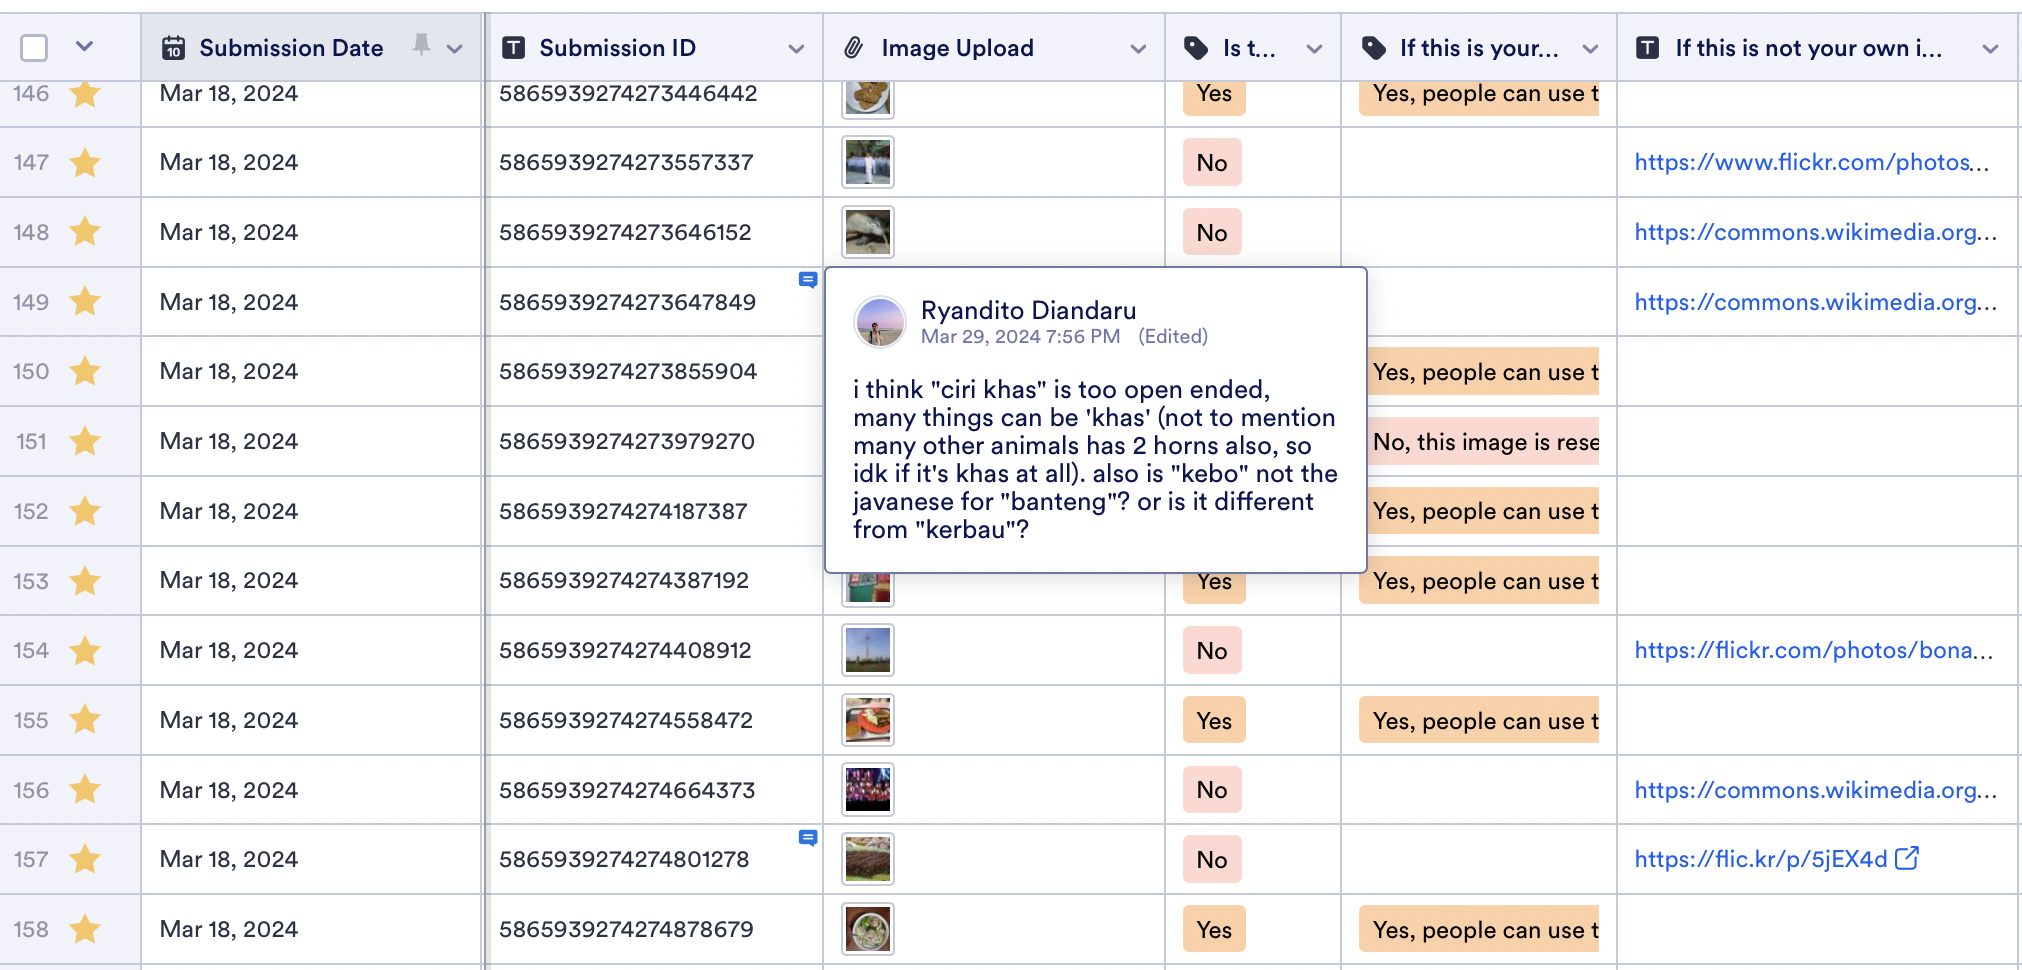 Submission Date Submission ID Image Upload Is t... If this is your... If this is not your own i...
146 Mar 18, 2024 5865939274273446442 Yes Yes, people can use t
147 Mar 18, 2024 5865939274273557337 No https://www.flickr.com/photos...
148 Mar 18, 2024 5865939274273646152 No https://commons.wikimedia.org...
149 Mar 18, 2024 5865939274273647849 https://commons.wikimedia.org...
Ryandito Diandaru
Mar 29, 2024 7:56 PM (Edited)
i think "ciri khas" is too open ended,
many things can be 'khas' (not to mention
many other animals has 2 horns also, so
idk if it's khas at all). also is "kebo" not the
javanese for "banteng"? or is it different
from "kerbau"?
150 Mar 18, 2024 5865939274273855904 Yes, people can use t
151 Mar 18, 2024 5865939274273979270 No, this image is rese
152 Mar 18, 2024 5865939274274187387 Yes, people can use t
153 Mar 18, 2024 5865939274274387192 Yes Yes, people can use t
154 Mar 18, 2024 5865939274274408912 No https://flickr.com/photos/bona...
155 Mar 18, 2024 5865939274274558472 Yes Yes, people can use t
156 Mar 18, 2024 5865939274274664373 No https://commons.wikimedia.org...
157 Mar 18, 2024 5865939274274801278 No https://flic.kr/p/5jEX4d
158 Mar 18, 2024 5865939274274878679 Yes Yes, people can use t